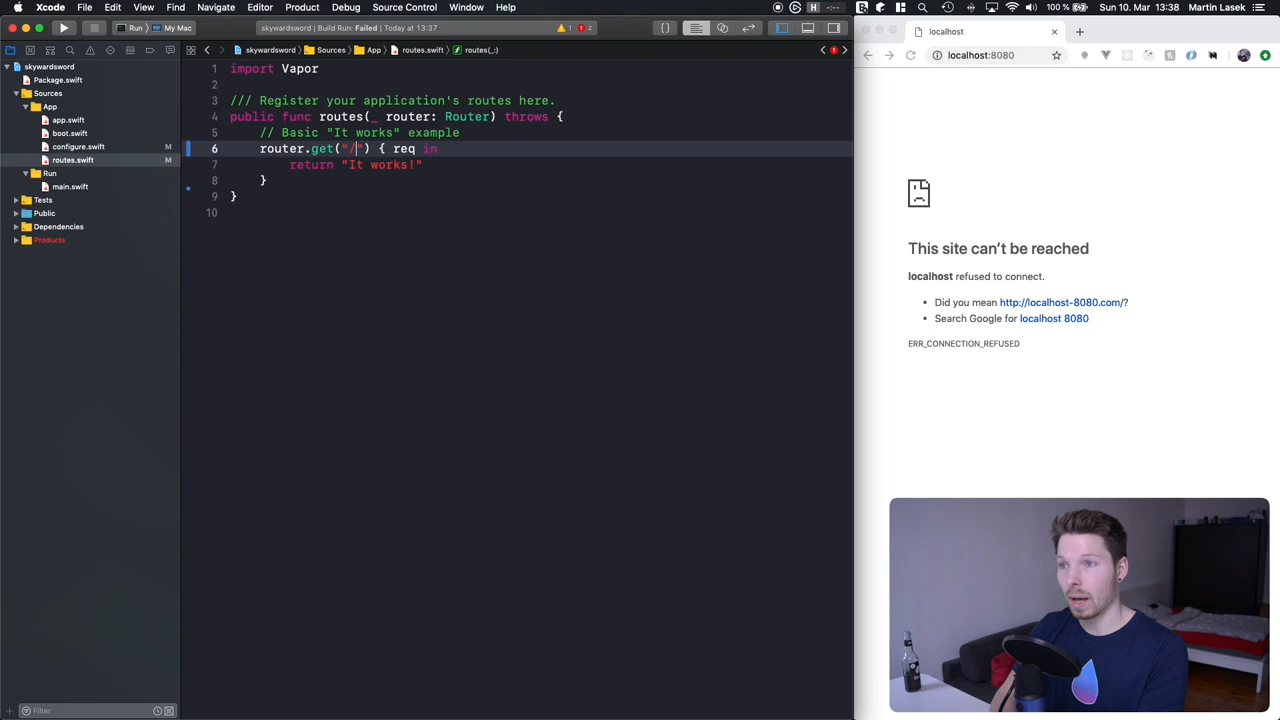 Xcode File Edit View Find Navigate Editor Product Debug Source Control Window Help
100 % Sun 10. Mar 13:38 Martin Lasek
Run My Mac
skywardsword | Build Run: Failed | Today at 13:37
1 2
localhost
localhost:8080
skywardsword
Package.swift
Sources
App
app.swift
boot.swift
configure.swift M
routes.swift M
Run
main.swift
Tests
Public
Dependencies
Products
Filter
skywardsword Sources App routes.swift routes(_:)
1 import Vapor
2
3 /// Register your application's routes here.
4 public func routes(_ router: Router) throws {
5 // Basic "It works" example
6 router.get("/") { req in
7 return "It works!"
8 }
9 }
10
This site can't be reached
localhost refused to connect.
• Did you mean http://localhost-8080.com/?
• Search Google for localhost 8080
ERR_CONNECTION_REFUSED